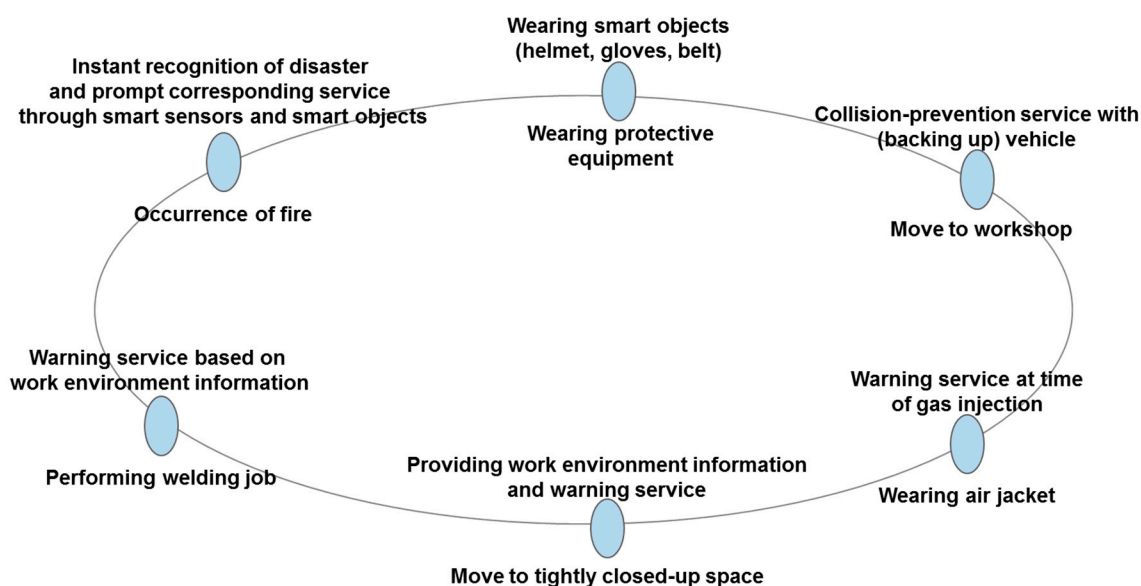 Wearing smart objects
(helmet, gloves, belt)
Wearing protective
equipment
Instant recognition of disaster
and prompt corresponding service
through smart sensors and smart objects
Occurrence of fire
Collision-prevention service with
(backing up) vehicle
Move to workshop
Warning service based on
work environment information
Performing welding job
Warning service at time
of gas injection
Wearing air jacket
Providing work environment information
and warning service
Move to tightly closed-up space